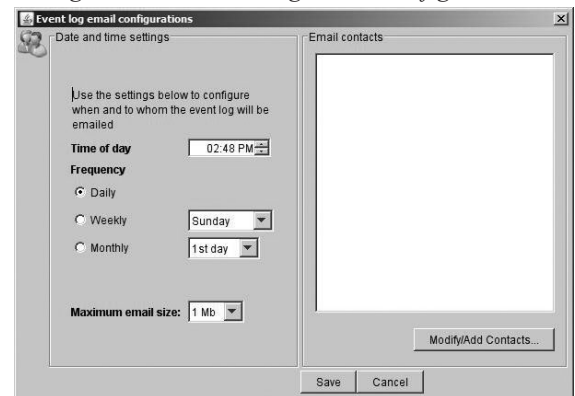 Event log email configurations
Date and time settings
Use the settings below to configure
when and to whom the event log will be
emailed
Time of day 02:48 PM
Frequency
Daily
Weekly Sunday
Monthly 1st day
Maximum email size: 1 Mb
Email contacts
Modify/Add Contacts...
Save Cancel